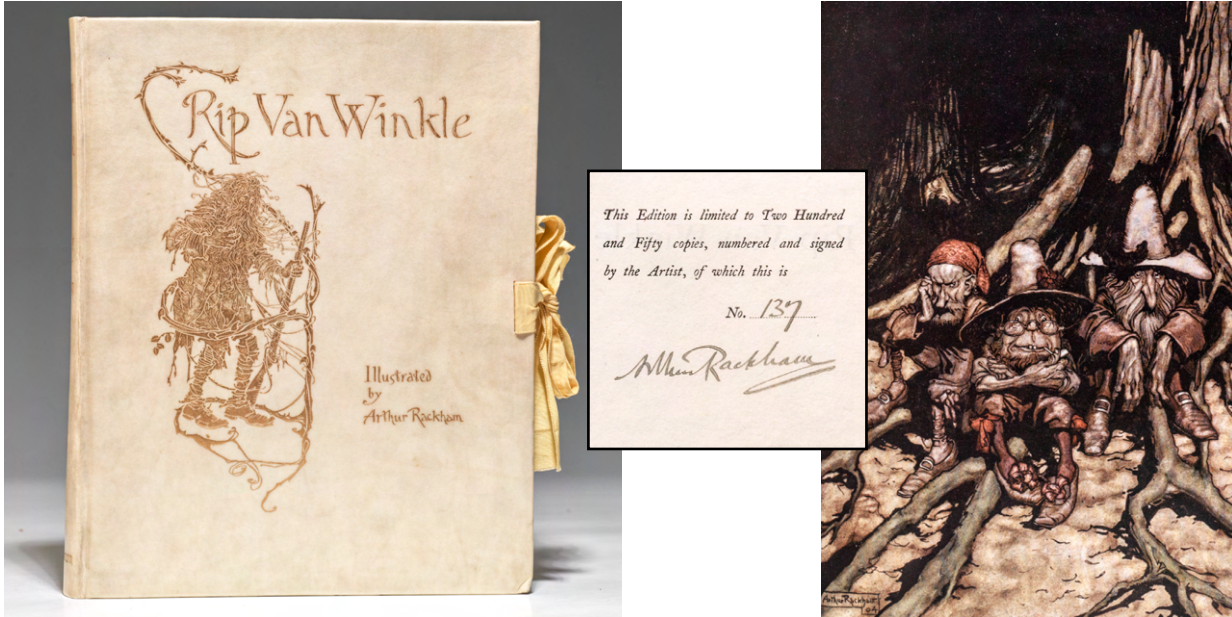 Rip Van Winkle
Illustrated
by
Arthur Rackham
This Edition is limited to Two Hundred
and Fifty copies, numbered and signed
by the Artist, of which this is
No. 137
Arthur Rackham
Arthur Rackham
04